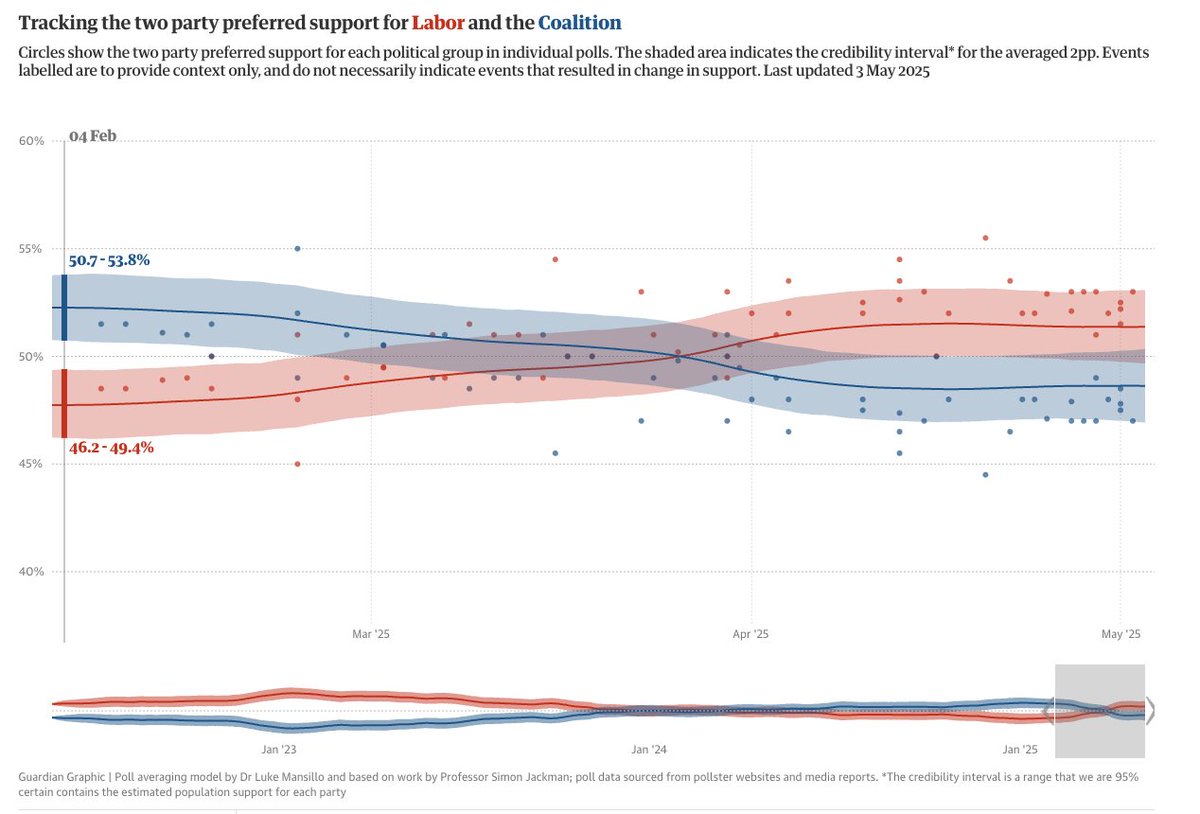 Tracking the two party preferred support for Labor and the Coalition
Circles show the two party preferred support for each political group in individual polls. The shaded area indicates the credibility interval* for the averaged 2pp. Events
labelled are to provide context only, and do not necessarily indicate events that resulted in change in support. Last updated 3 May 2025
04 Feb
60%
55%
50.7 - 53.8%
50%
46.2 - 49.4%
45%
40%
Mar '25
Apr '25
May '25
Jan '23
Jan '24
Jan '25
Guardian Graphic | Poll averaging model by Dr Luke Mansillo and based on work by Professor Simon Jackman; poll data sourced from pollster websites and media reports. *The credibility interval is a range that we are 95%
certain contains the estimated population support for each party